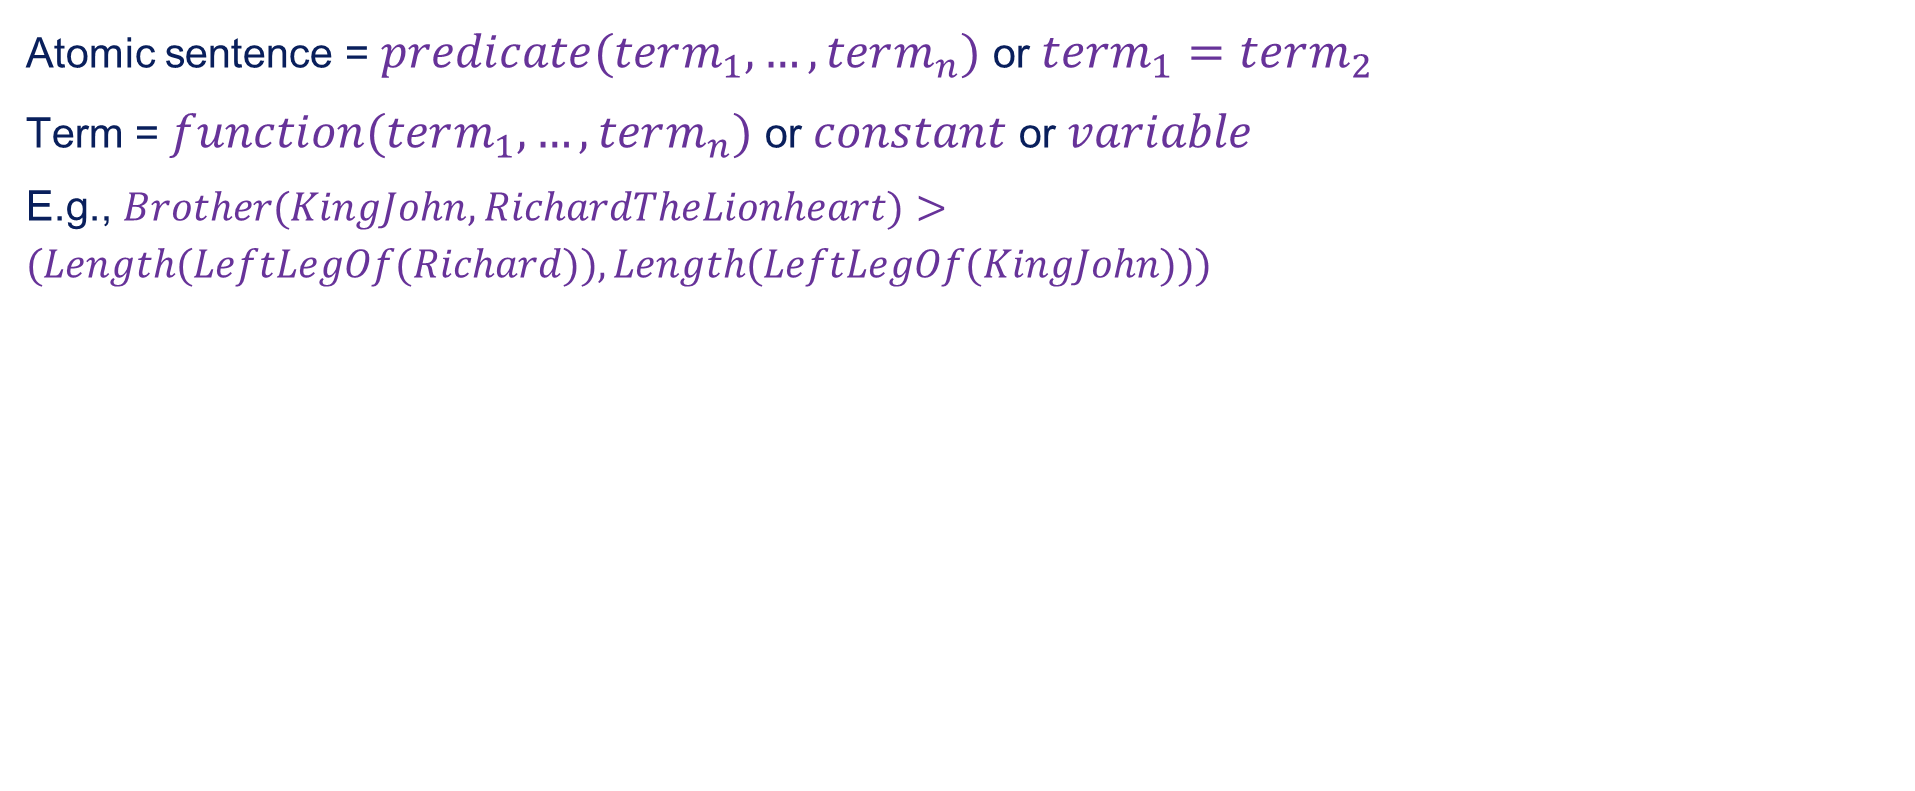 Atomic sentence = predicate(term₁, … , termₙ) or term₁ = term₂
Term = function(term₁, … , termₙ) or constant or variable
E.g., Brother(KingJohn, RichardTheLionheart) >
(Length(LeftLegOf(Richard)), Length(LeftLegOf(KingJohn)))